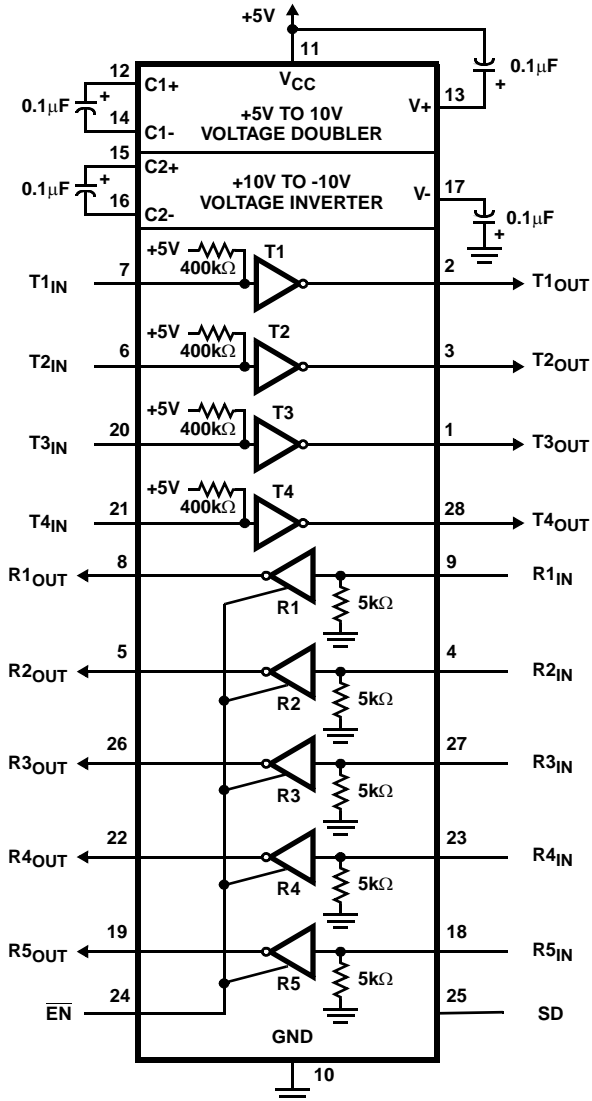 +5V
11
12 C1+ VCC 0.1μF +
0.1μF + +5V TO 10V V+ 13
14 C1- VOLTAGE DOUBLER
15 C2+
0.1μF + +10V TO -10V V- 17
16 C2- VOLTAGE INVERTER 0.1μF +
+5V T1
400kΩ
T1IN 7 2 T1OUT
+5V T2
400kΩ
T2IN 6 3 T2OUT
+5V T3
400kΩ
T3IN 20 1 T3OUT
+5V T4
400kΩ
T4IN 21 28 T4OUT
R1OUT 8 9 R1IN
R1 5kΩ
R2OUT 5 4 R2IN
R2 5kΩ
R3OUT 26 27 R3IN
R3 5kΩ
R4OUT 22 23 R4IN
R4 5kΩ
R5OUT 19 18 R5IN
R5 5kΩ
E̅N̅ 24 25 SD
GND
10